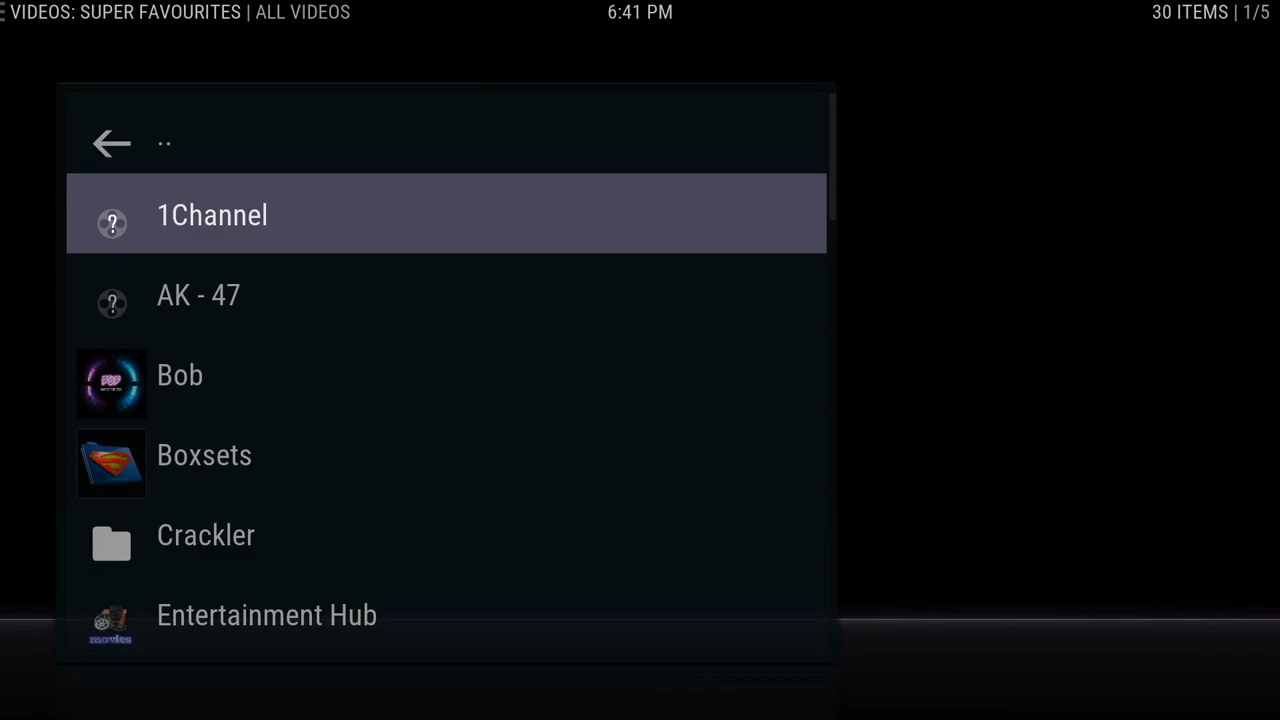 VIDEOS: SUPER FAVOURITES | ALL VIDEOS
6:41 PM
30 ITEMS | 1/5
..
1Channel
AK - 47
Bob
Boxsets
Crackler
Entertainment Hub
movies